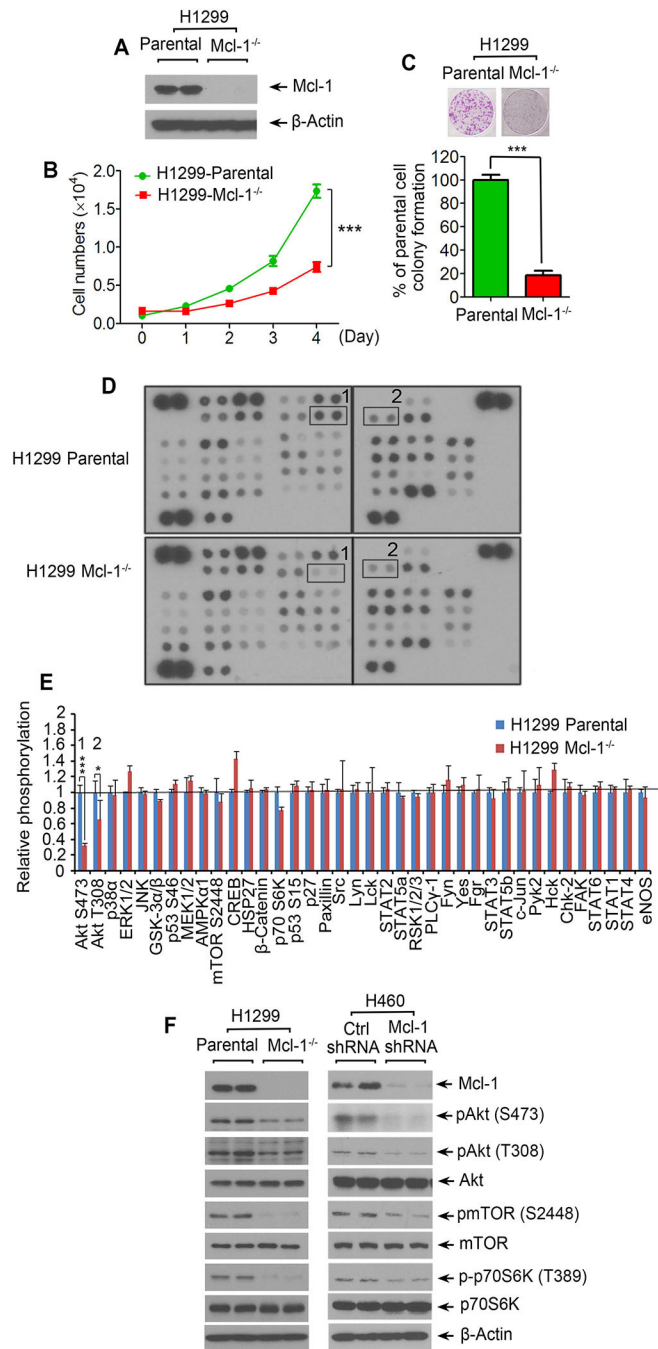 A
H1299
Parental Mcl-1-/-
Mcl-1
β-Actin
B
H1299-Parental
H1299-Mcl-1-/-
Cell numbers (×10⁴)
2.0
1.5
1.0
0.5
0.0
***
0 1 2 3 4 (Day)
C
H1299
Parental Mcl-1-/-
***
% of parental cell
colony formation
120
100
80
60
40
20
0
Parental Mcl-1-/-
D
H1299 Parental
1
2
H1299 Mcl-1-/-
1
2
E
Relative phosphorylation
2
1.8
1.6
1.4
1.2
1
0.8
0.6
0.4
0.2
0
1
***
2
*
H1299 Parental
H1299 Mcl-1-/-
Akt S473
Akt T308
p38α
ERK1/2
JNK
GSK-3α/β
p53 S46
MEK1/2
AMPKα1
mTOR S2448
CREB
HSP27
β-Catenin
p70 S6K
p53 S15
p27
Paxillin
Src
Lyn
Lck
STAT2
STAT5a
RSK1/2/3
PLCγ-1
Fyn
Yes
Fgr
STAT3
STAT5b
c-Jun
Pyk2
Hck
Chk-2
FAK
STAT6
STAT1
STAT4
eNOS
F
H1299
Parental Mcl-1-/-
H460
Ctrl Mcl-1
shRNA shRNA
Mcl-1
pAkt (S473)
pAkt (T308)
Akt
pmTOR (S2448)
mTOR
p-p70S6K (T389)
p70S6K
β-Actin